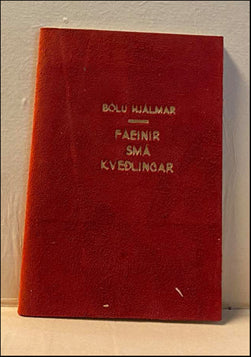 BÓLU HJÁLMAR
FÁEINIR
SMÁ
KVEÐLINGAR